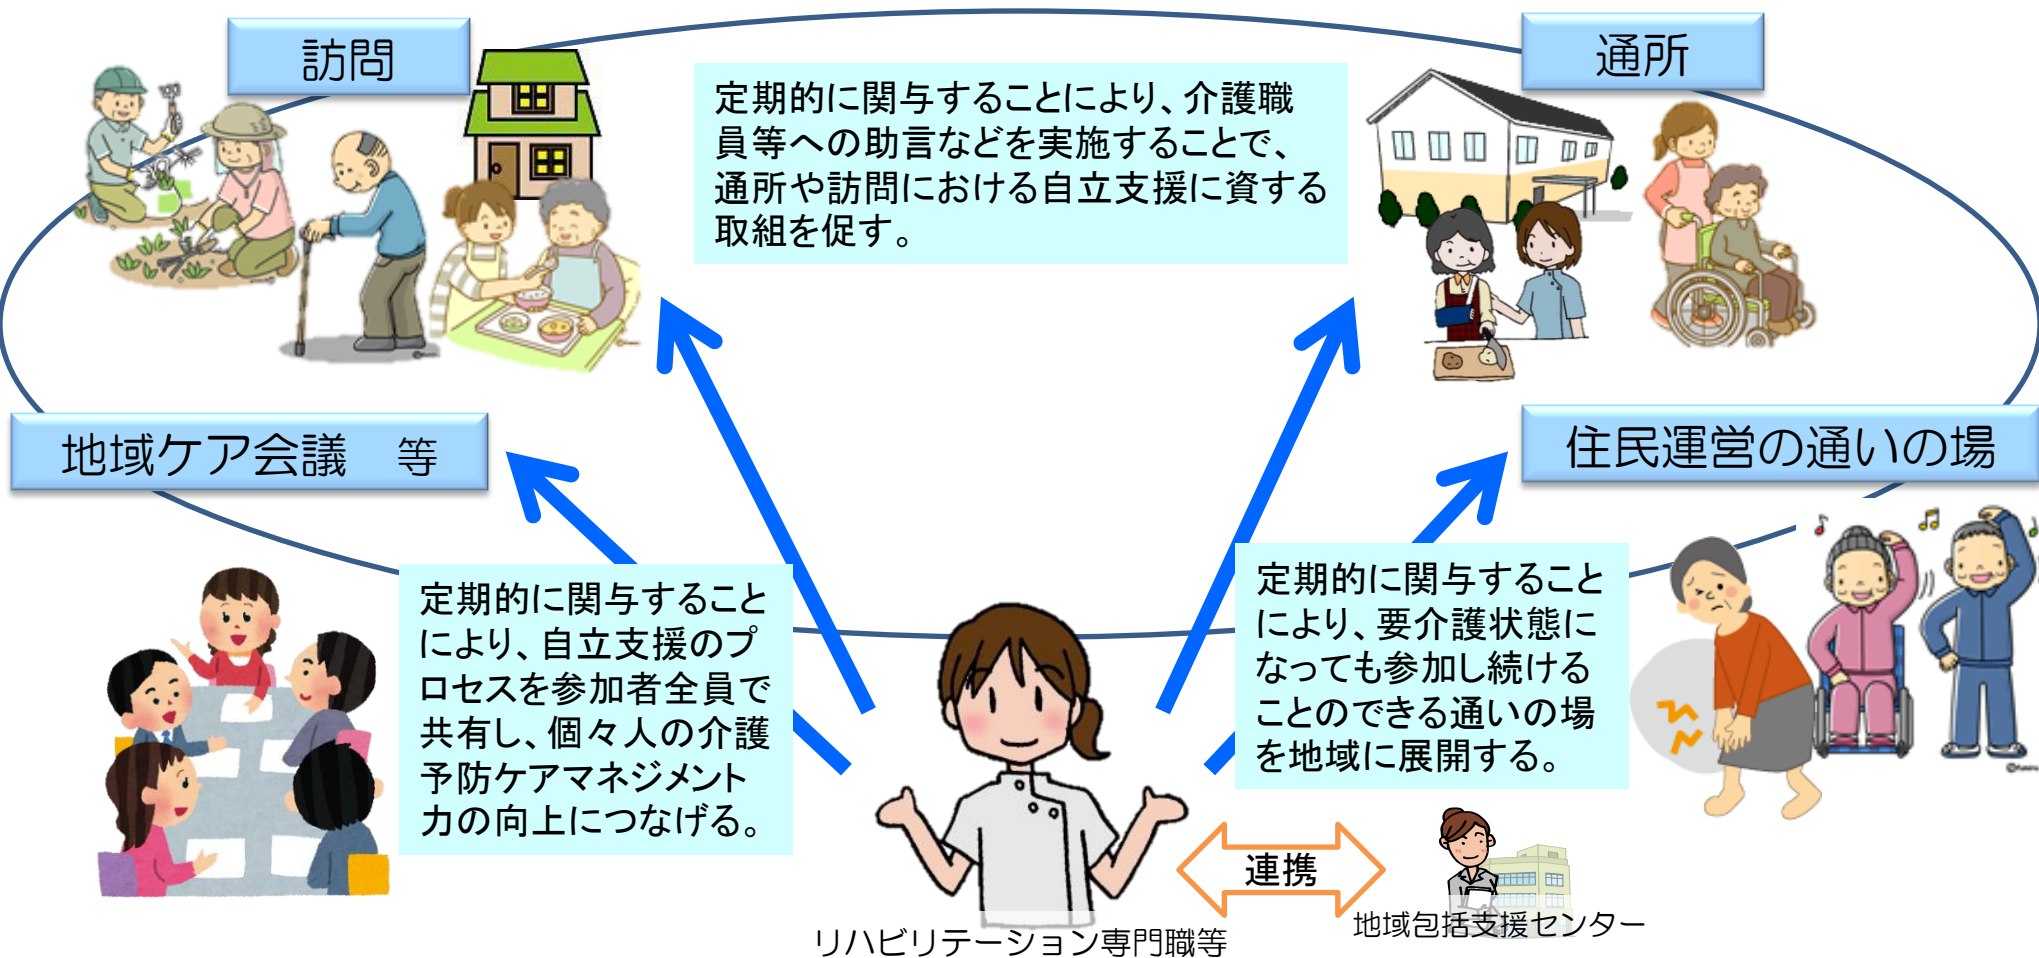 訪問
通所
定期的に関与することにより、介護職
員等への助言などを実施することで、
通所や訪問における自立支援に資する
取組を促す。
地域ケア会議　等
住民運営の通いの場
定期的に関与すること
により、自立支援のプ
ロセスを参加者全員で
共有し、個々人の介護
予防ケアマネジメント
力の向上につなげる。
定期的に関与すること
により、要介護状態に
なっても参加し続ける
ことのできる通いの場
を地域に展開する。
連携
リハビリテーション専門職等
地域包括支援センター